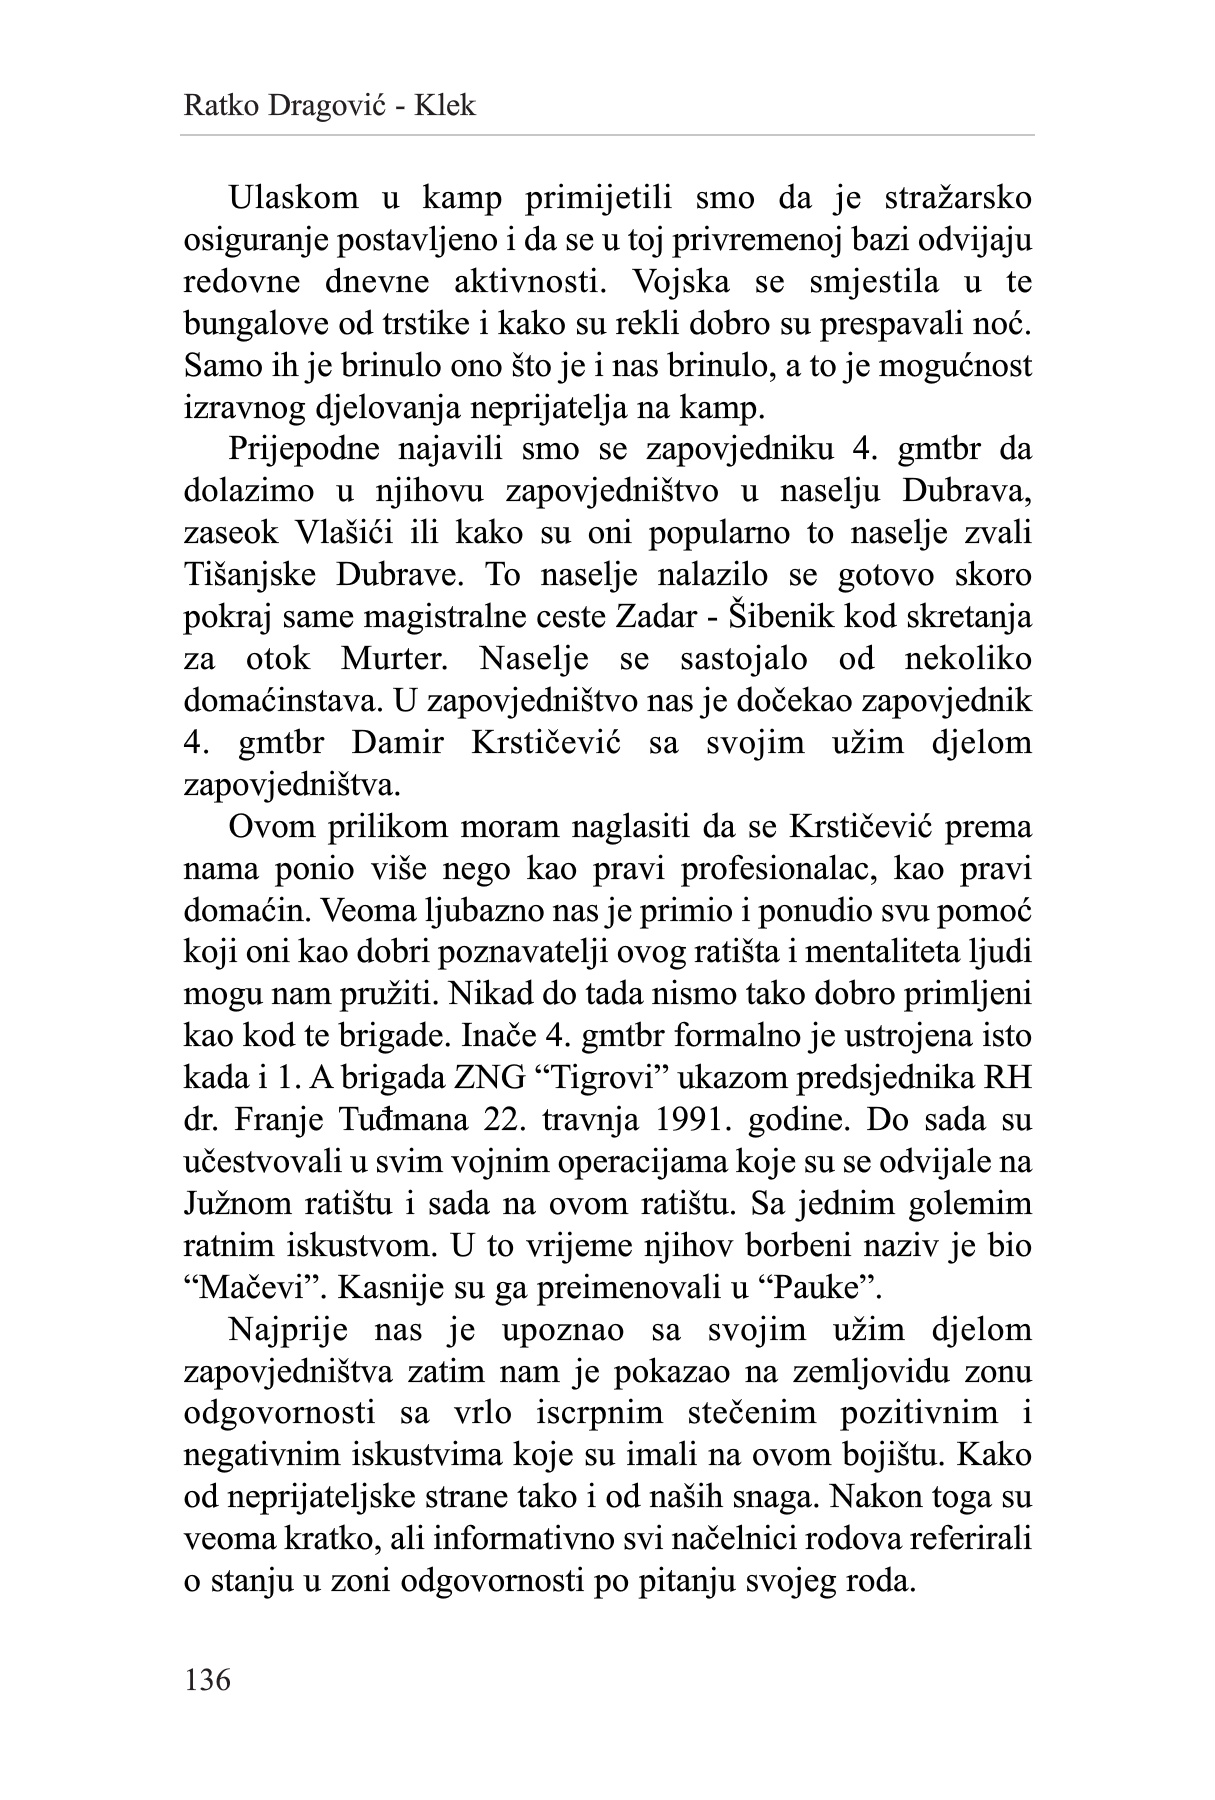 Ratko Dragović - Klek
Ulaskom u kamp primijetili smo da je stražarsko
osiguranje postavljeno i da se u toj privremenoj bazi odvijaju
redovne dnevne aktivnosti. Vojska se smjestila u te
bungalove od trstike i kako su rekli dobro su prespavali noć.
Samo ih je brinulo ono što je i nas brinulo, a to je mogućnost
izravnog djelovanja neprijatelja na kamp.
Prijepodne najavili smo se zapovjedniku 4. gmtbr da
dolazimo u njihovu zapovjedništvo u naselju Dubrava,
zaseok Vlašići ili kako su oni popularno to naselje zvali
Tišanjske Dubrave. To naselje nalazilo se gotovo skoro
pokraj same magistralne ceste Zadar - Šibenik kod skretanja
za otok Murter. Naselje se sastojalo od nekoliko
domaćinstava. U zapovjedništvo nas je dočekao zapovjednik
4. gmtbr Damir Krstičević sa svojim užim djelom
zapovjedništva.
Ovom prilikom moram naglasiti da se Krstičević prema
nama ponio više nego kao pravi profesionalac, kao pravi
domaćin. Veoma ljubazno nas je primio i ponudio svu pomoć
koji oni kao dobri poznavatelji ovog ratišta i mentaliteta ljudi
mogu nam pružiti. Nikad do tada nismo tako dobro primljeni
kao kod te brigade. Inače 4. gmtbr formalno je ustrojena isto
kada i 1. A brigada ZNG “Tigrovi” ukazom predsjednika RH
dr. Franje Tuđmana 22. travnja 1991. godine. Do sada su
učestvovali u svim vojnim operacijama koje su se odvijale na
Južnom ratištu i sada na ovom ratištu. Sa jednim golemim
ratnim iskustvom. U to vrijeme njihov borbeni naziv je bio
“Mačevi”. Kasnije su ga preimenovali u “Pauke”.
Najprije nas je upoznao sa svojim užim djelom
zapovjedništva zatim nam je pokazao na zemljovidu zonu
odgovornosti sa vrlo iscrpnim stečenim pozitivnim i
negativnim iskustvima koje su imali na ovom bojištu. Kako
od neprijateljske strane tako i od naših snaga. Nakon toga su
veoma kratko, ali informativno svi načelnici rodova referirali
o stanju u zoni odgovornosti po pitanju svojeg roda.
136